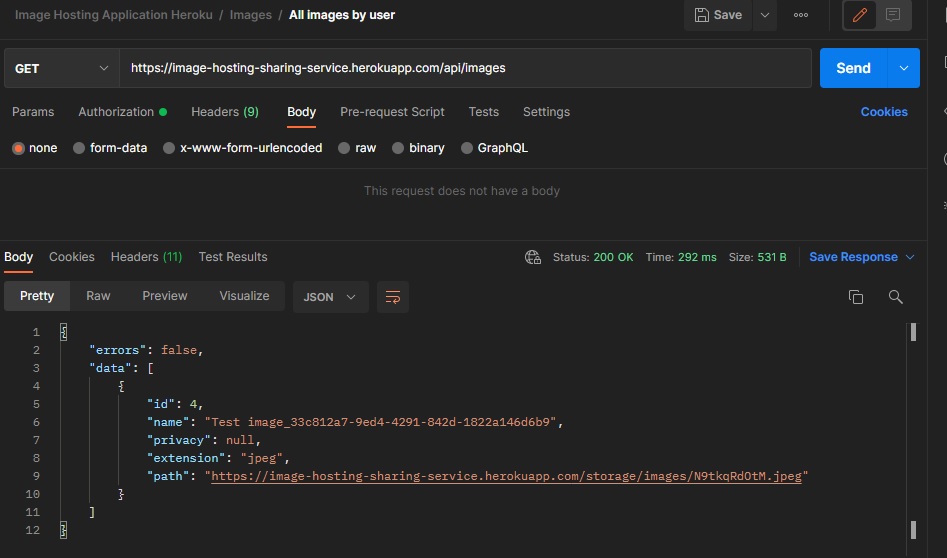 Image Hosting Application Heroku / Images / All images by user
Save
GET https://image-hosting-sharing-service.herokuapp.com/api/images Send
Params Authorization Headers (9) Body Pre-request Script Tests Settings Cookies
none form-data x-www-form-urlencoded raw binary GraphQL
This request does not have a body
Body Cookies Headers (11) Test Results Status: 200 OK Time: 292 ms Size: 531 B Save Response
Pretty Raw Preview Visualize JSON
1 {
2 "errors": false,
3 "data": [
4 {
5 "id": 4,
6 "name": "Test image_33c812a7-9ed4-4291-842d-1822a146d6b9",
7 "privacy": null,
8 "extension": "jpeg",
9 "path": "https://image-hosting-sharing-service.herokuapp.com/storage/images/N9tkqRdOtM.jpeg"
10 }
11 ]
12 }